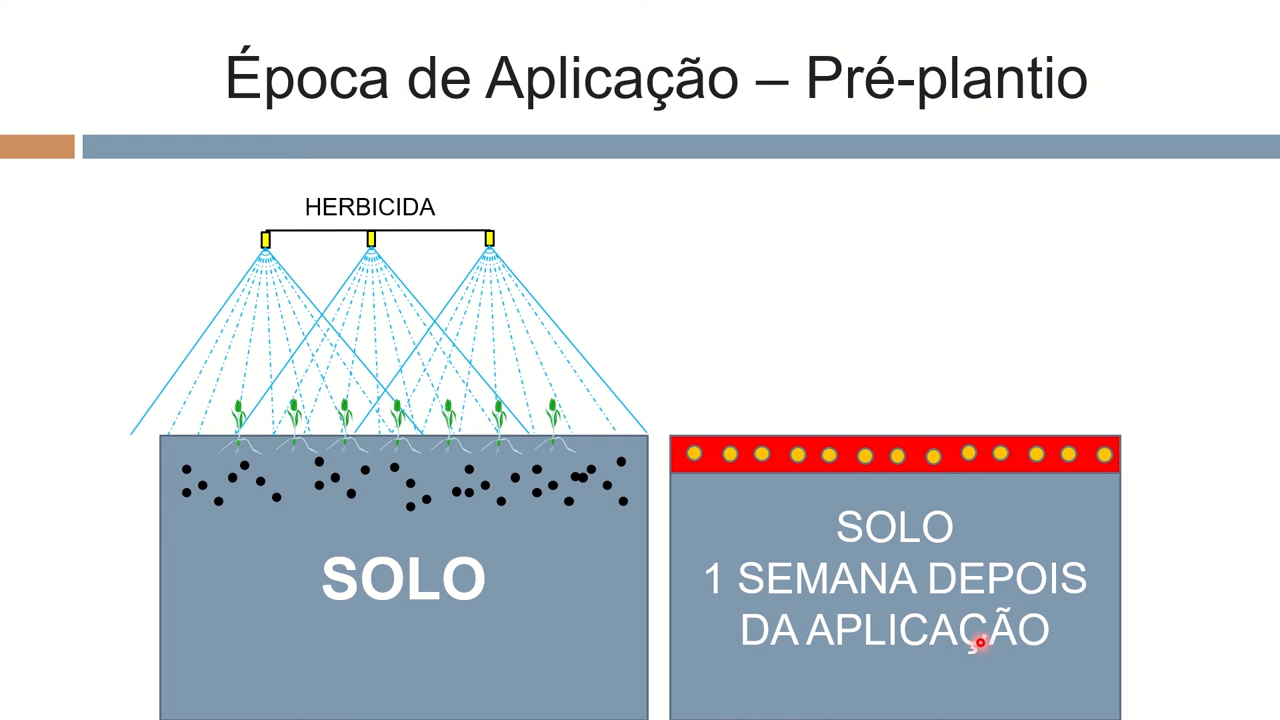 Época de Aplicação – Pré-plantio
HERBICIDA
SOLO
SOLO
1 SEMANA DEPOIS
DA APLICAÇÃO